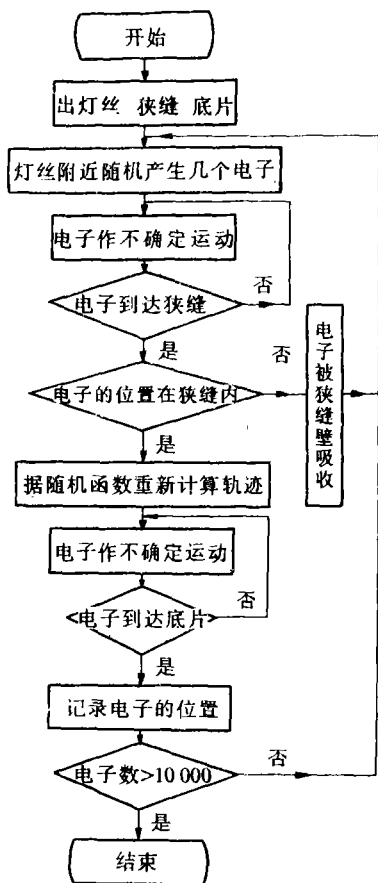 开始
出灯丝 狭缝 底片
灯丝附近随机产生几个电子
电子作不确定运动
否
电子到达狭缝
是
否
电子的位置在狭缝内
电子被狭缝壁吸收
是
据随机函数重新计算轨迹
电子作不确定运动
否
电子到达底片
是
记录电子的位置
否
电子数>10 000
是
结束